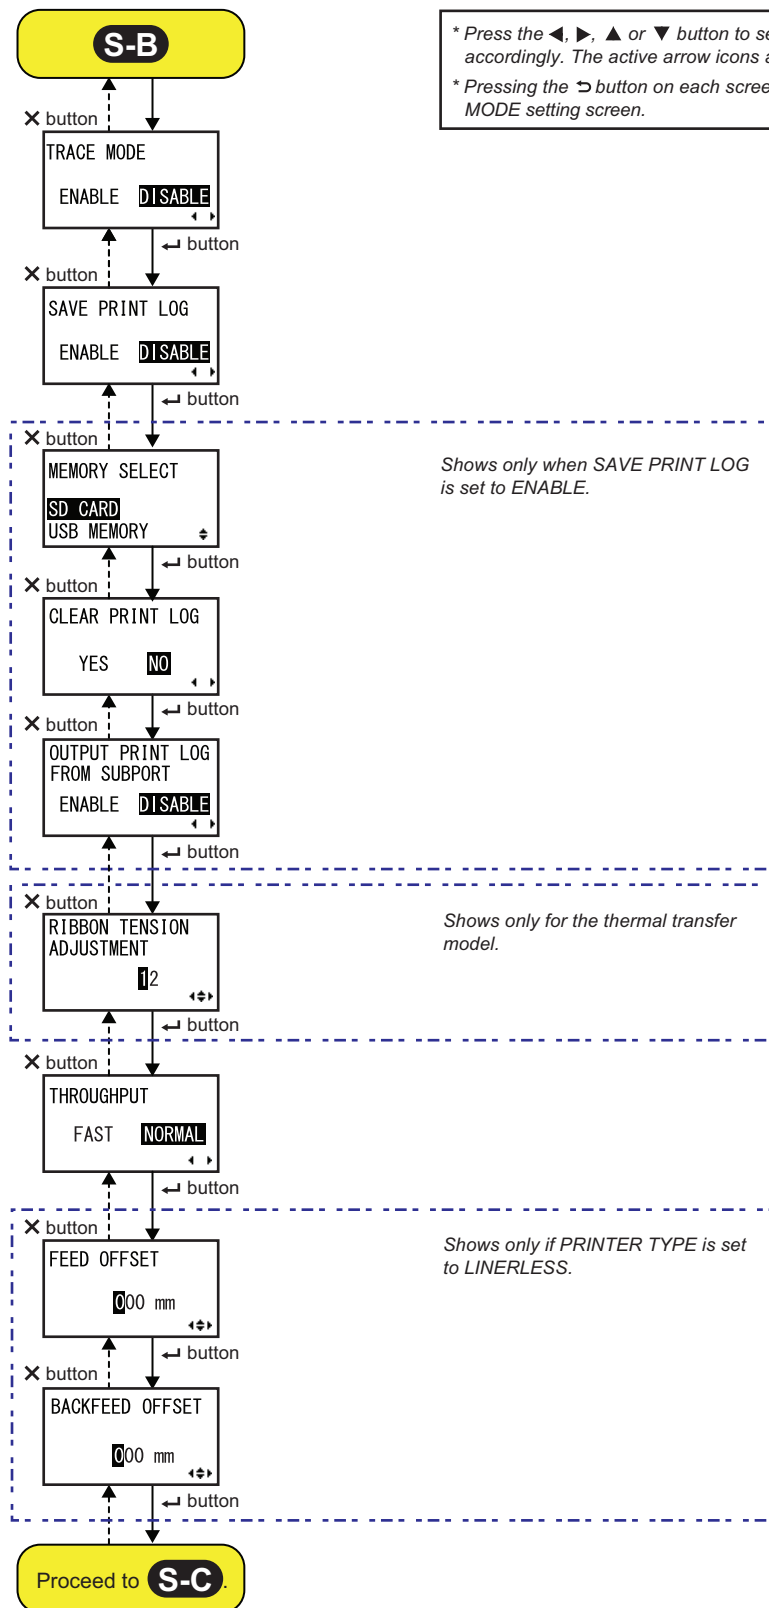 S-B
* Press the ◀, ▶, ▲ or ▼ button to
accordingly. The active arrow icons
* Pressing the ⮌ button on each
MODE setting screen.
✕ button
TRACE MODE
ENABLE DISABLE
↵ button
✕ button
SAVE PRINT LOG
ENABLE DISABLE
↵ button
✕ button
MEMORY SELECT
SD CARD
USB MEMORY
Shows only when SAVE PRINT LOG
is set to ENABLE.
↵ button
✕ button
CLEAR PRINT LOG
YES NO
↵ button
✕ button
OUTPUT PRINT LOG
FROM SUBPORT
ENABLE DISABLE
↵ button
✕ button
RIBBON TENSION
ADJUSTMENT
12
Shows only for the thermal transfer
model.
↵ button
✕ button
THROUGHPUT
FAST NORMAL
↵ button
✕ button
FEED OFFSET
000 mm
Shows only if PRINTER TYPE is set
to LINERLESS.
↵ button
✕ button
BACKFEED OFFSET
000 mm
↵ button
Proceed to S-C.